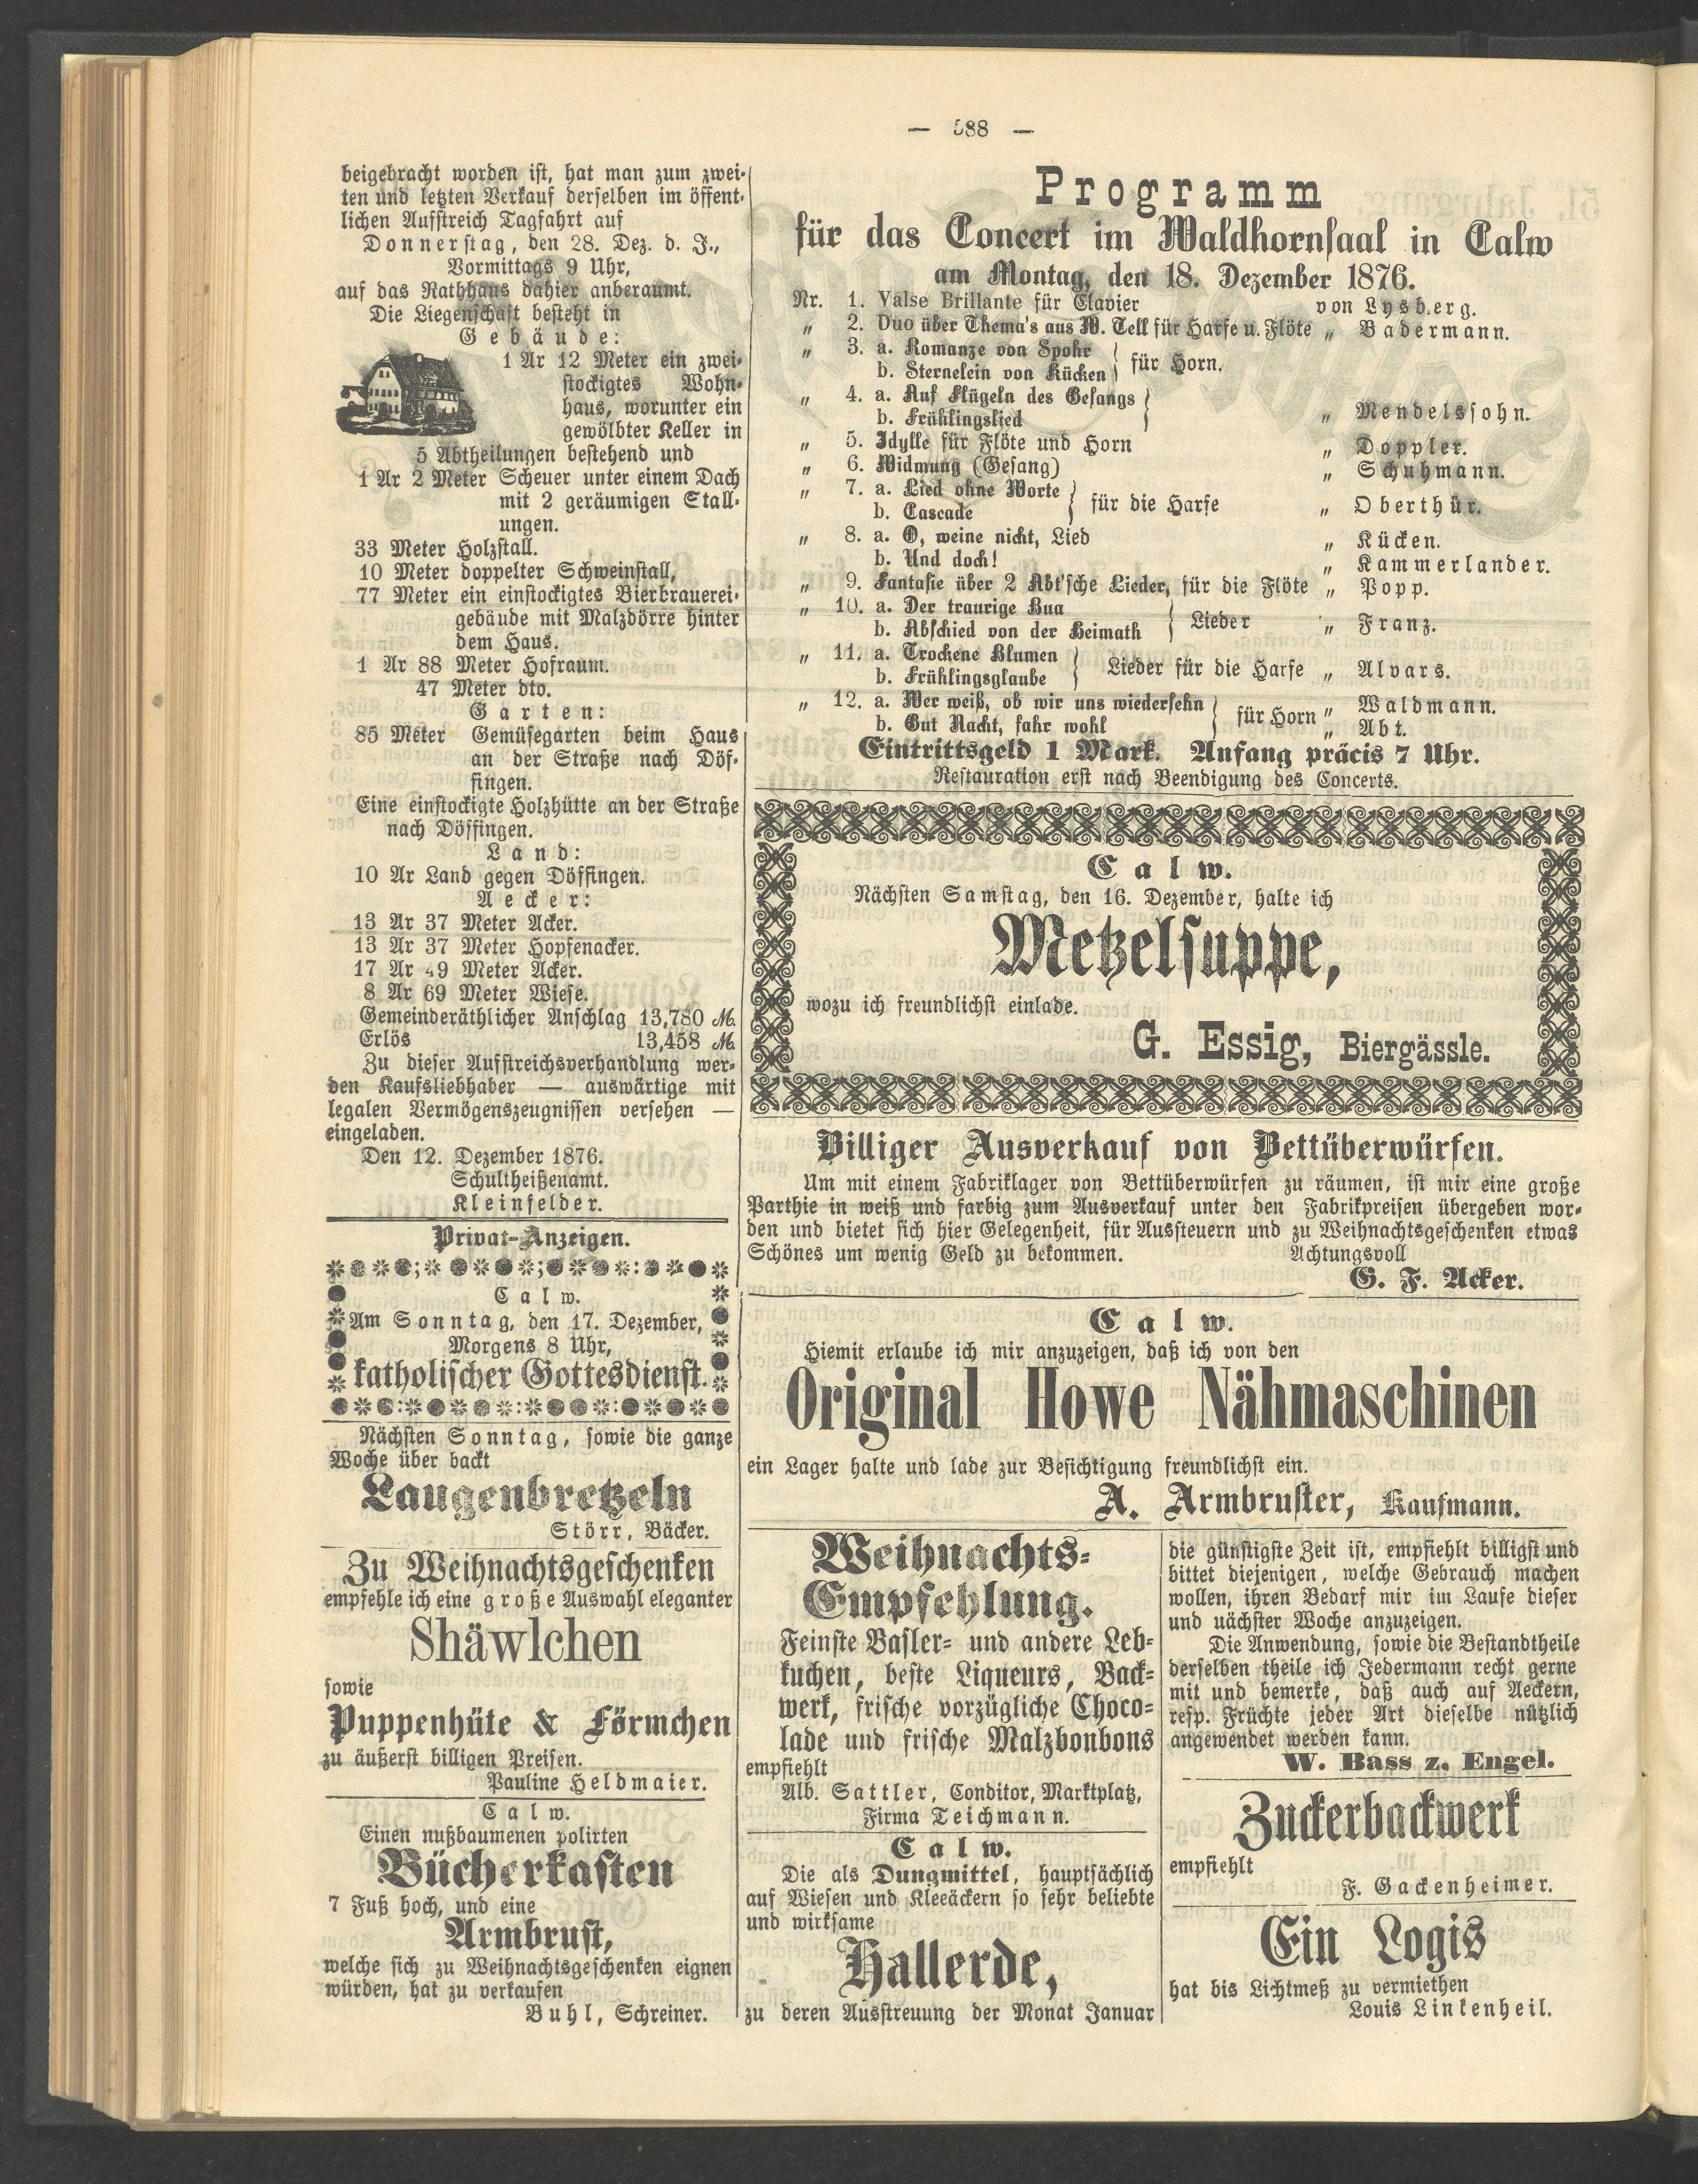 — 588 —
beigebracht worden ist, hat man zum zwei-
ten und letzten Verkauf derselben im öffent-
lichen Aufstreich Tagfahrt auf
Donnerstag, den 28. Dez. d. J.,
Vormittags 9 Uhr,
auf das Rathhaus dahier anberaumt.
Die Liegenschaft besteht in
Gebäude:
1 Ar 12 Meter ein zwei-
stockigtes Wohn-
haus, worunter ein
gewölbter Keller in
5 Abtheilungen bestehend und
1 Ar 2 Meter Scheuer unter einem Dach
mit 2 geräumigen Stall-
ungen.
33 Meter Holzstall.
10 Meter doppelter Schweinstall,
77 Meter ein einstockigtes Bierbrauerei-
gebäude mit Malzdörre hinter
dem Haus.
1 Ar 88 Meter Hofraum.
47 Meter dto.
Garten:
85 Meter Gemüsegarten beim Haus
an der Straße nach Döf-
fingen.
Eine einstockigte Holzhütte an der Straße
nach Döffingen.
Land:
10 Ar Land gegen Döffingen.
Aecker:
13 Ar 37 Meter Acker.
13 Ar 37 Meter Hopfenacker.
17 Ar 49 Meter Acker.
8 Ar 69 Meter Wiese.
Gemeinderäthlicher Anschlag 13,780 M.
Erlös 13,458 M.
Zu dieser Aufstreichsverhandlung wer-
den Kaufsliebhaber — auswärtige mit
legalen Vermögenszeugnissen versehen —
eingeladen.
Den 12. Dezember 1876.
Schultheißenamt.
Kleinfelder.
Privat-Anzeigen.
Calw.
Am Sonntag, den 17. Dezember,
Morgens 8 Uhr,
katholischer Gottesdienst.
Nächsten Sonntag, sowie die ganze
Woche über backt
Laugenbretzeln
Störr, Bäcker.
Zu Weihnachtsgeschenken
empfehle ich eine große Auswahl eleganter
Shäwlchen
sowie
Puppenhüte & Förmchen
zu äußerst billigen Preisen.
Pauline Heldmaier.
Calw.
Einen nußbaumenen polirten
Bücherkasten
7 Fuß hoch, und eine
Armbrust,
welche sich zu Weihnachtsgeschenken eignen
würden, hat zu verkaufen
Buhl, Schreiner.
Programm
für das Concert im Waldhornsaal in Calw
am Montag, den 18. Dezember 1876.
Nr. 1. Valse Brillante für Clavier von Lysberg.
„ 2. Duo über Thema's aus W. Tell für Harfe u. Flöte „ Badermann.
„ 3. a. Romanze von Spohr
b. Sternelein von Kücken } für Horn.
„ 4. a. Auf Flügeln des Gesangs
b. Frühlingslied } „ Mendelssohn.
„ 5. Idylle für Flöte und Horn „ Doppler.
„ 6. Widmung (Gesang) „ Schuhmann.
„ 7. a. Lied ohne Worte
b. Cascade } für die Harfe „ Oberthür.
„ 8. a. O, weine nicht, Lied „ Kücken.
b. Und doch! „ Kammerlander.
„ 9. Fantasie über 2 Abt'sche Lieder, für die Flöte „ Popp.
„ 10. a. Der traurige Bua
b. Abschied von der Heimath } Lieder „ Franz.
„ 11. a. Trockene Blumen
b. Frühlingsglaube } Lieder für die Harfe „ Alvars.
„ 12. a. Wer weiß, ob wir uns wiedersehn } für Horn „ Waldmann.
b. Gut Nacht, fahr wohl „ Abt.
Eintrittsgeld 1 Mark. Anfang präcis 7 Uhr.
Restauration erst nach Beendigung des Concerts.
Calw.
Nächsten Samstag, den 16. Dezember, halte ich
Metzelsuppe,
wozu ich freundlichst einlade.
G. Essig, Biergässle.
Billiger Ausverkauf von Bettüberwürfen.
Um mit einem Fabriklager von Bettüberwürfen zu räumen, ist mir eine große
Parthie in weiß und farbig zum Ausverkauf unter den Fabrikpreisen übergeben wor-
den und bietet sich hier Gelegenheit, für Aussteuern und zu Weihnachtsgeschenken etwas
Schönes um wenig Geld zu bekommen. Achtungsvoll
G. F. Acker.
Calw.
Hiemit erlaube ich mir anzuzeigen, daß ich von den
Original Howe Nähmaschinen
ein Lager halte und lade zur Besichtigung freundlichst ein.
A. Armbruster, Kaufmann.
Weihnachts-
Empfehlung.
Feinste Basler- und andere Leb-
kuchen, beste Liqueurs, Back-
werk, frische vorzügliche Choco-
lade und frische Malzbonbons
empfiehlt
Alb. Sattler, Conditor, Marktplatz,
Firma Teichmann.
Calw.
Die als Dungmittel, hauptsächlich
auf Wiesen und Kleeäckern so sehr beliebte
und wirksame
Hallerde,
zu deren Ausstreuung der Monat Januar
die günstigste Zeit ist, empfiehlt billigst und
bittet diejenigen, welche Gebrauch machen
wollen, ihren Bedarf mir im Laufe dieser
und nächster Woche anzuzeigen.
Die Anwendung, sowie die Bestandtheile
derselben theile ich Jedermann recht gerne
mit und bemerke, daß auch auf Aeckern,
resp. Früchte jeder Art dieselbe nützlich
angewendet werden kann.
W. Bass z. Engel.
Zuckerbackwerk
empfiehlt
F. Gackenheimer.
Ein Logis
hat bis Lichtmeß zu vermiethen
Louis Linkenheil.